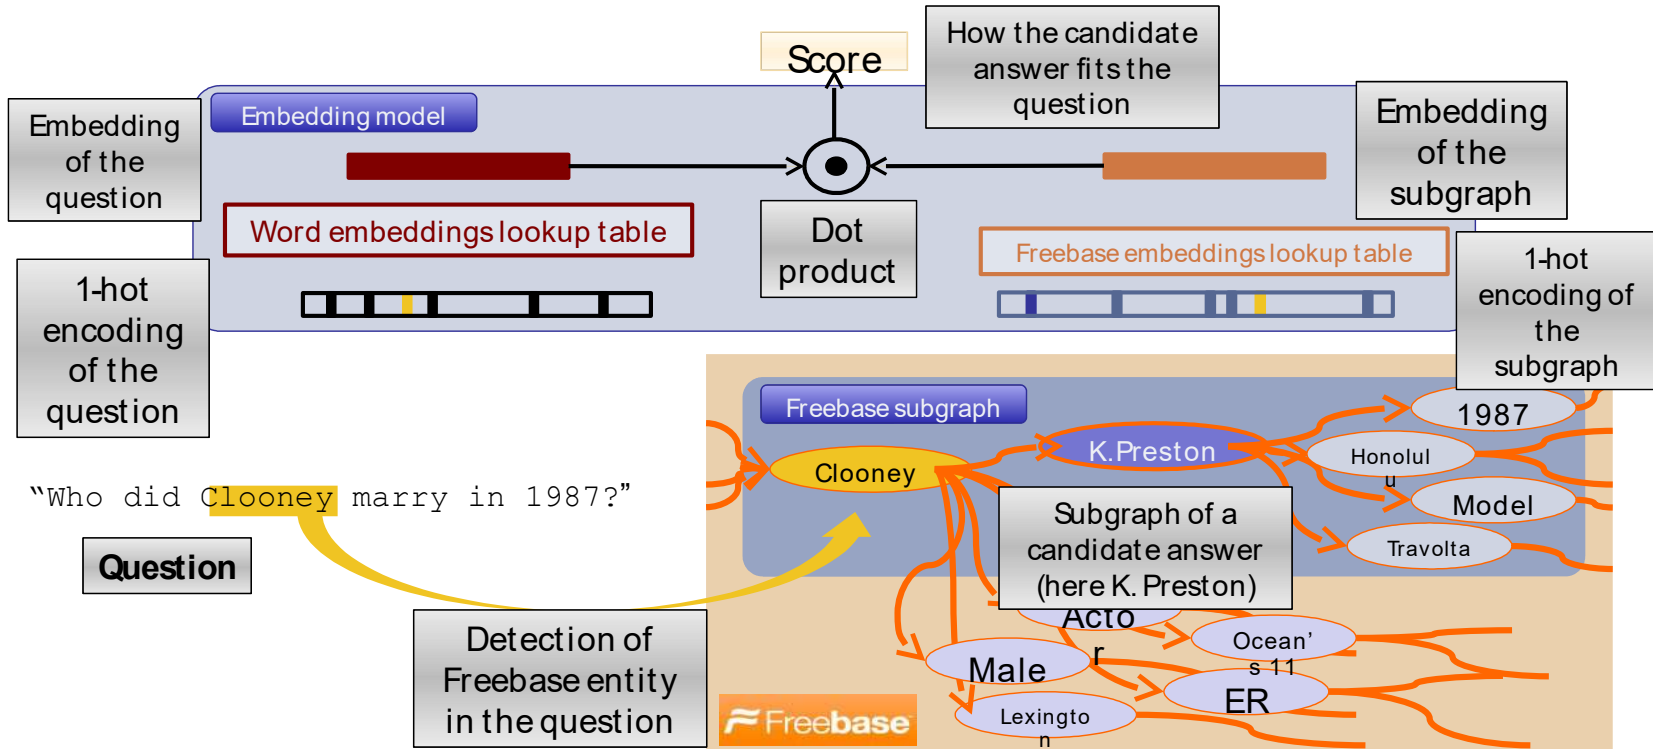 Score
How the candidate
answer fits the
question
Embedding model
Embedding
of the
question
Embedding
of the
subgraph
Word embeddings lookup table
Dot
product
Freebase embeddings lookup table
1-hot
encoding
of the
question
1-hot
encoding of
the
subgraph
Freebase subgraph
1987
K.Preston
Honolul
u
Clooney
Model
"Who did Clooney marry in 1987?"
Subgraph of a
candidate answer
(here K. Preston)
Travolta
Question
Acto
r
Detection of
Freebase entity
in the question
Ocean'
s 11
Male
ER
Lexingto
n
Freebase